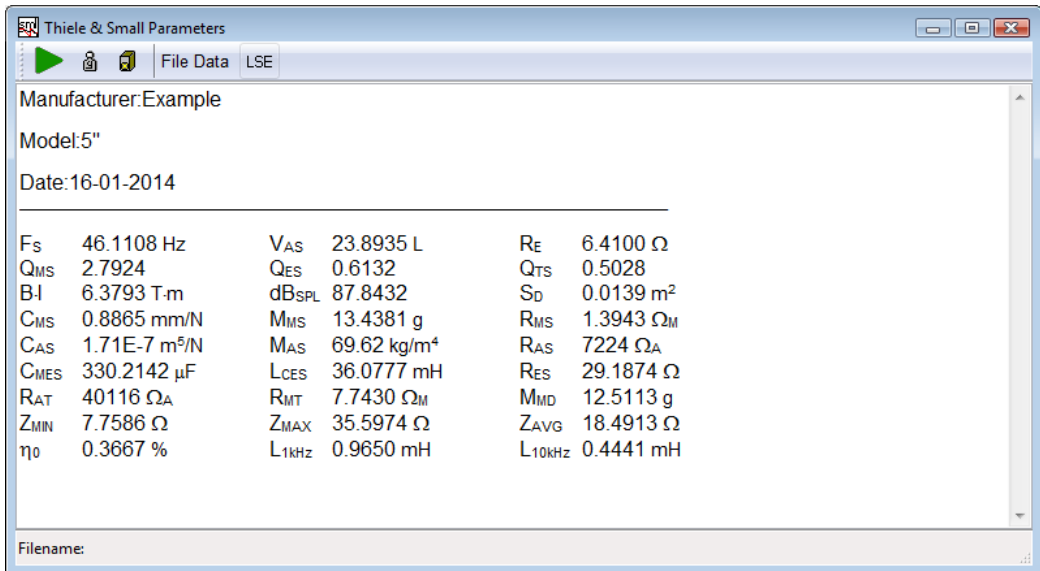 Thiele & Small Parameters
File Data LSE
Manufacturer:Example
Model:5"
Date:16-01-2014
Fs 46.1108 Hz VAS 23.8935 L RE 6.4100 Ω
QMS 2.7924 QES 0.6132 QTS 0.5028
B·l 6.3793 T·m dBSPL 87.8432 SD 0.0139 m²
CMS 0.8865 mm/N MMS 13.4381 g RMS 1.3943 ΩM
CAS 1.71E-7 m⁵/N MAS 69.62 kg/m⁴ RAS 7224 ΩA
CMES 330.2142 µF LCES 36.0777 mH RES 29.1874 Ω
RAT 40116 ΩA RMT 7.7430 ΩM MMD 12.5113 g
ZMIN 7.7586 Ω ZMAX 35.5974 Ω ZAVG 18.4913 Ω
η0 0.3667 % L1kHz 0.9650 mH L10kHz 0.4441 mH
Filename: